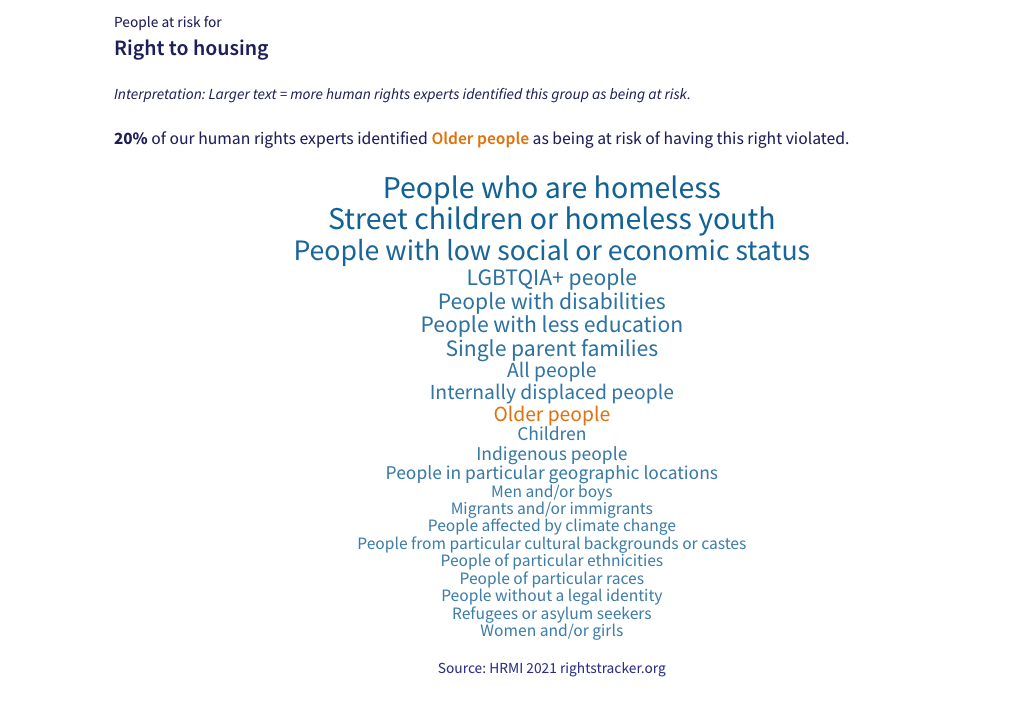 People at risk for
Right to housing
Interpretation: Larger text = more human rights experts identified this group as being at risk.
20% of our human rights experts identified Older people as being at risk of having this right violated.
People who are homeless
Street children or homeless youth
People with low social or economic status
LGBTQIA+ people
People with disabilities
People with less education
Single parent families
All people
Internally displaced people
Older people
Children
Indigenous people
People in particular geographic locations
Men and/or boys
Migrants and/or immigrants
People affected by climate change
People from particular cultural backgrounds or castes
People of particular ethnicities
People of particular races
People without a legal identity
Refugees or asylum seekers
Women and/or girls
Source: HRMI 2021 rightstracker.org